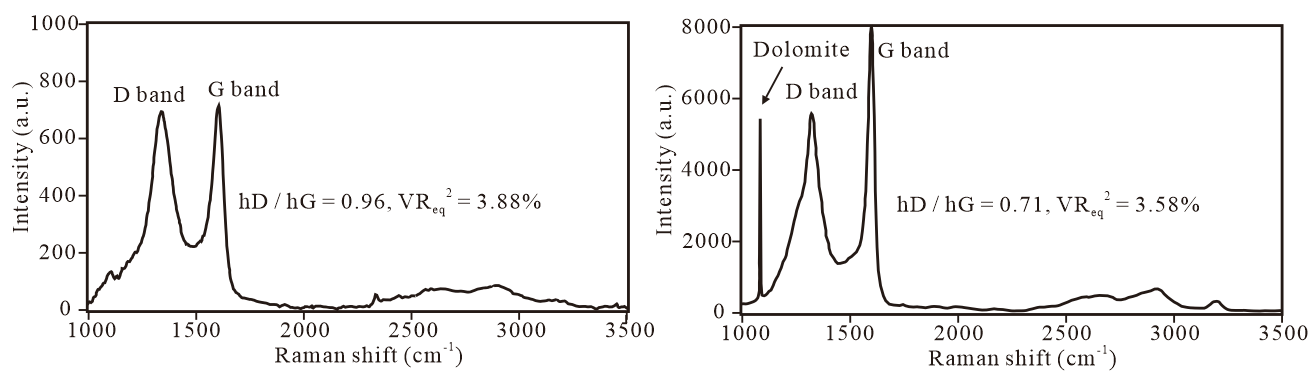 1000
800
600
400
200
0
Intensity (a.u.)
D band
G band
hD / hG = 0.96, VReq² = 3.88%
1000 1500 2000 2500 3000 3500
Raman shift (cm⁻¹)
8000
6000
4000
2000
0
Intensity (a.u.)
Dolomite
G band
D band
hD / hG = 0.71, VReq² = 3.58%
1000 1500 2000 2500 3000 3500
Raman shift (cm⁻¹)